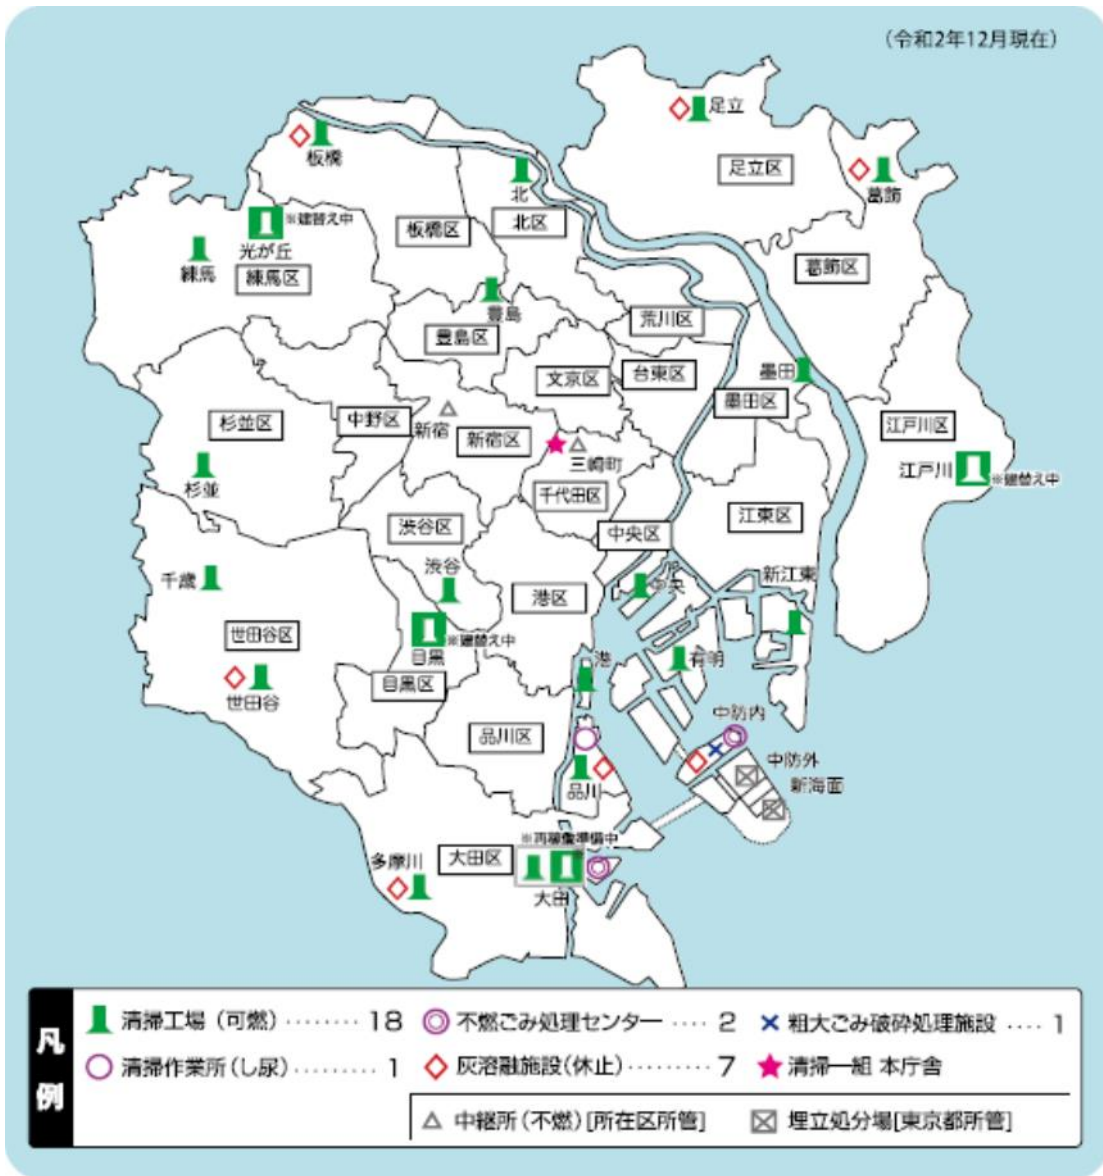 (令和2年12月現在)
足立
板橋
足立区
葛飾
北
北区
※建替え中
板橋区
光が丘
練馬
練馬区
葛飾区
豊島
荒川区
豊島区
文京区
台東区
墨田
墨田区
杉並区
中野区
新宿
新宿区
江戸川区
三崎町
江戸川
※建替え中
杉並
千代田区
江東区
渋谷区
中央区
渋谷
千歳
中央
新江東
港区
世田谷区
※建替え中
目黒
目黒区
港
有明
世田谷
品川区
中防内
中防外
新海面
品川
※再稼働準備中
多摩川
大田区
大田
凡例
清掃工場(可燃) ‥‥‥‥ 18
不燃ごみ処理センター ‥‥ 2
粗大ごみ破砕処理施設 ‥‥ 1
清掃作業所(し尿) ‥‥‥‥ 1
灰溶融施設(休止) ‥‥‥‥ 7
清掃一組 本庁舎
中継所(不燃)[所在区所管]
埋立処分場[東京都所管]